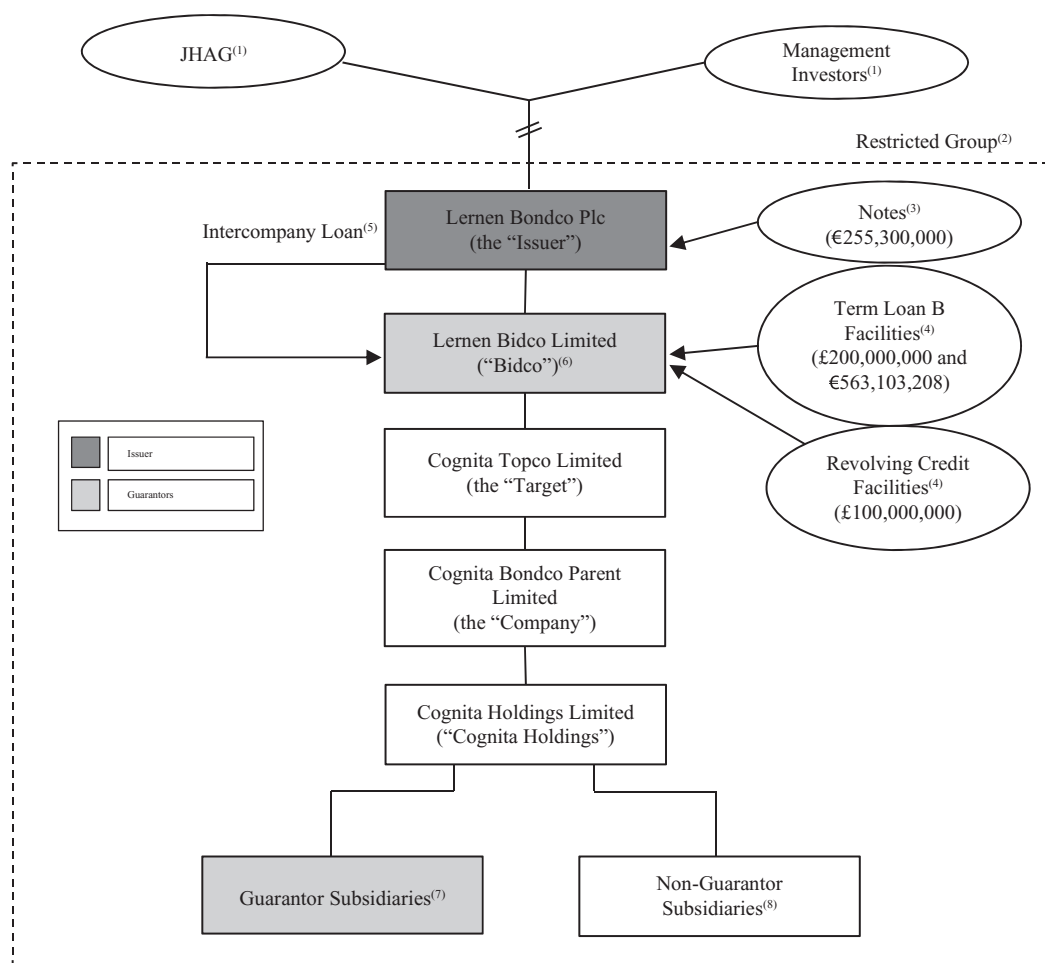 JHAG(1)
Management
Investors(1)
Restricted Group(2)
Lernen Bondco Plc
(the “Issuer”)
Notes(3)
(€255,300,000)
Intercompany Loan(5)
Lernen Bidco Limited
(“Bidco”)(6)
Term Loan B
Facilities(4)
(£200,000,000 and
€563,103,208)
Issuer
Guarantors
Cognita Topco Limited
(the “Target”)
Revolving Credit
Facilities(4)
(£100,000,000)
Cognita Bondco Parent
Limited
(the “Company”)
Cognita Holdings Limited
(“Cognita Holdings”)
Guarantor Subsidiaries(7)
Non-Guarantor
Subsidiaries(8)